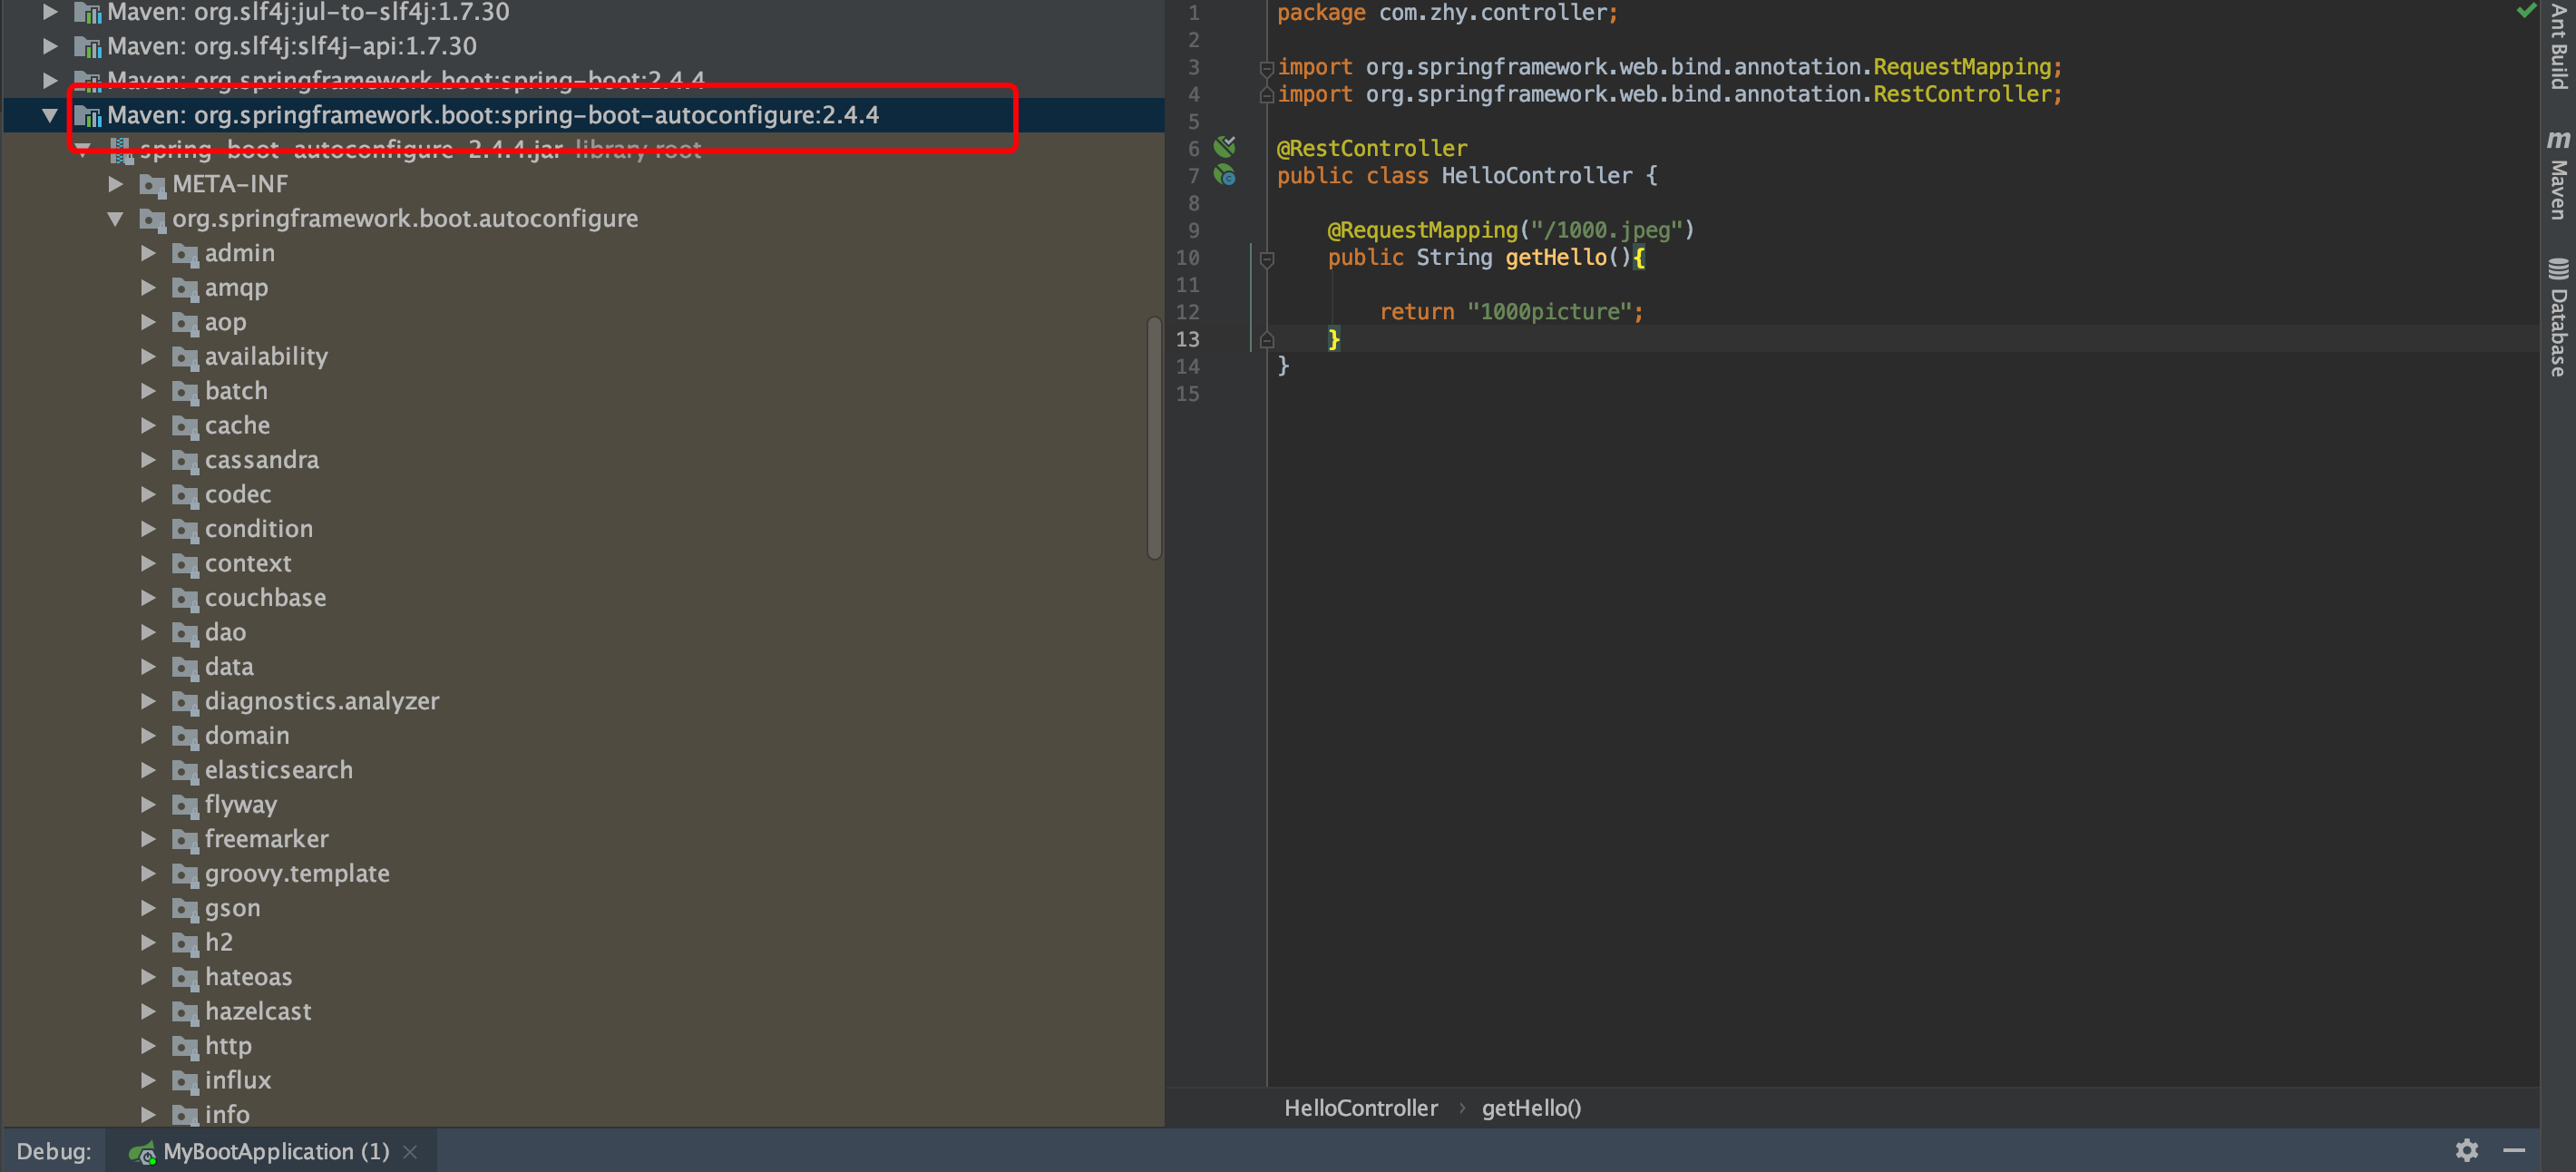 Maven: org.slf4j:jul-to-slf4j:1.7.30
Maven: org.slf4j:slf4j-api:1.7.30
Maven: org.springframework.boot:spring-boot:2.4.4
Maven: org.springframework.boot:spring-boot-autoconfigure:2.4.4
spring-boot-autoconfigure-2.4.4.jar library root
META-INF
org.springframework.boot.autoconfigure
admin
amqp
aop
availability
batch
cache
cassandra
codec
condition
context
couchbase
dao
data
diagnostics.analyzer
domain
elasticsearch
flyway
freemarker
groovy.template
gson
h2
hateoas
hazelcast
http
influx
info
1 package com.zhy.controller;
2
3 import org.springframework.web.bind.annotation.RequestMapping;
4 import org.springframework.web.bind.annotation.RestController;
5
6 @RestController
7 public class HelloController {
8
9 @RequestMapping("/1000.jpeg")
10 public String getHello(){
11
12 return "1000picture";
13 }
14 }
15
HelloController › getHello()
Ant Build
m Maven
Database
Debug: MyBootApplication (1) ×